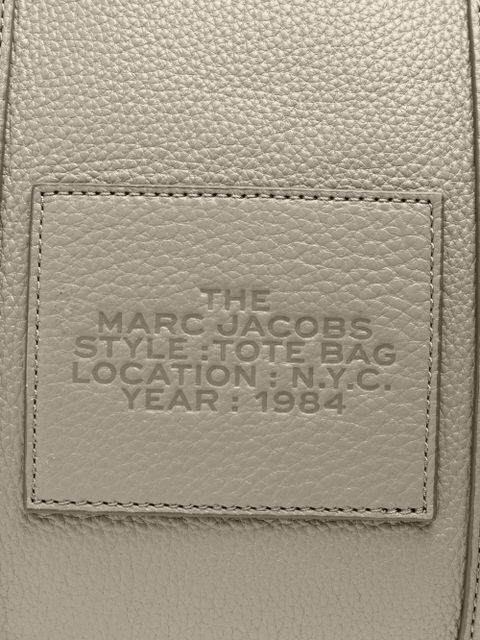 THE
MARC JACOBS
STYLE : TOTE BAG
LOCATION : N.Y.C.
YEAR : 1984